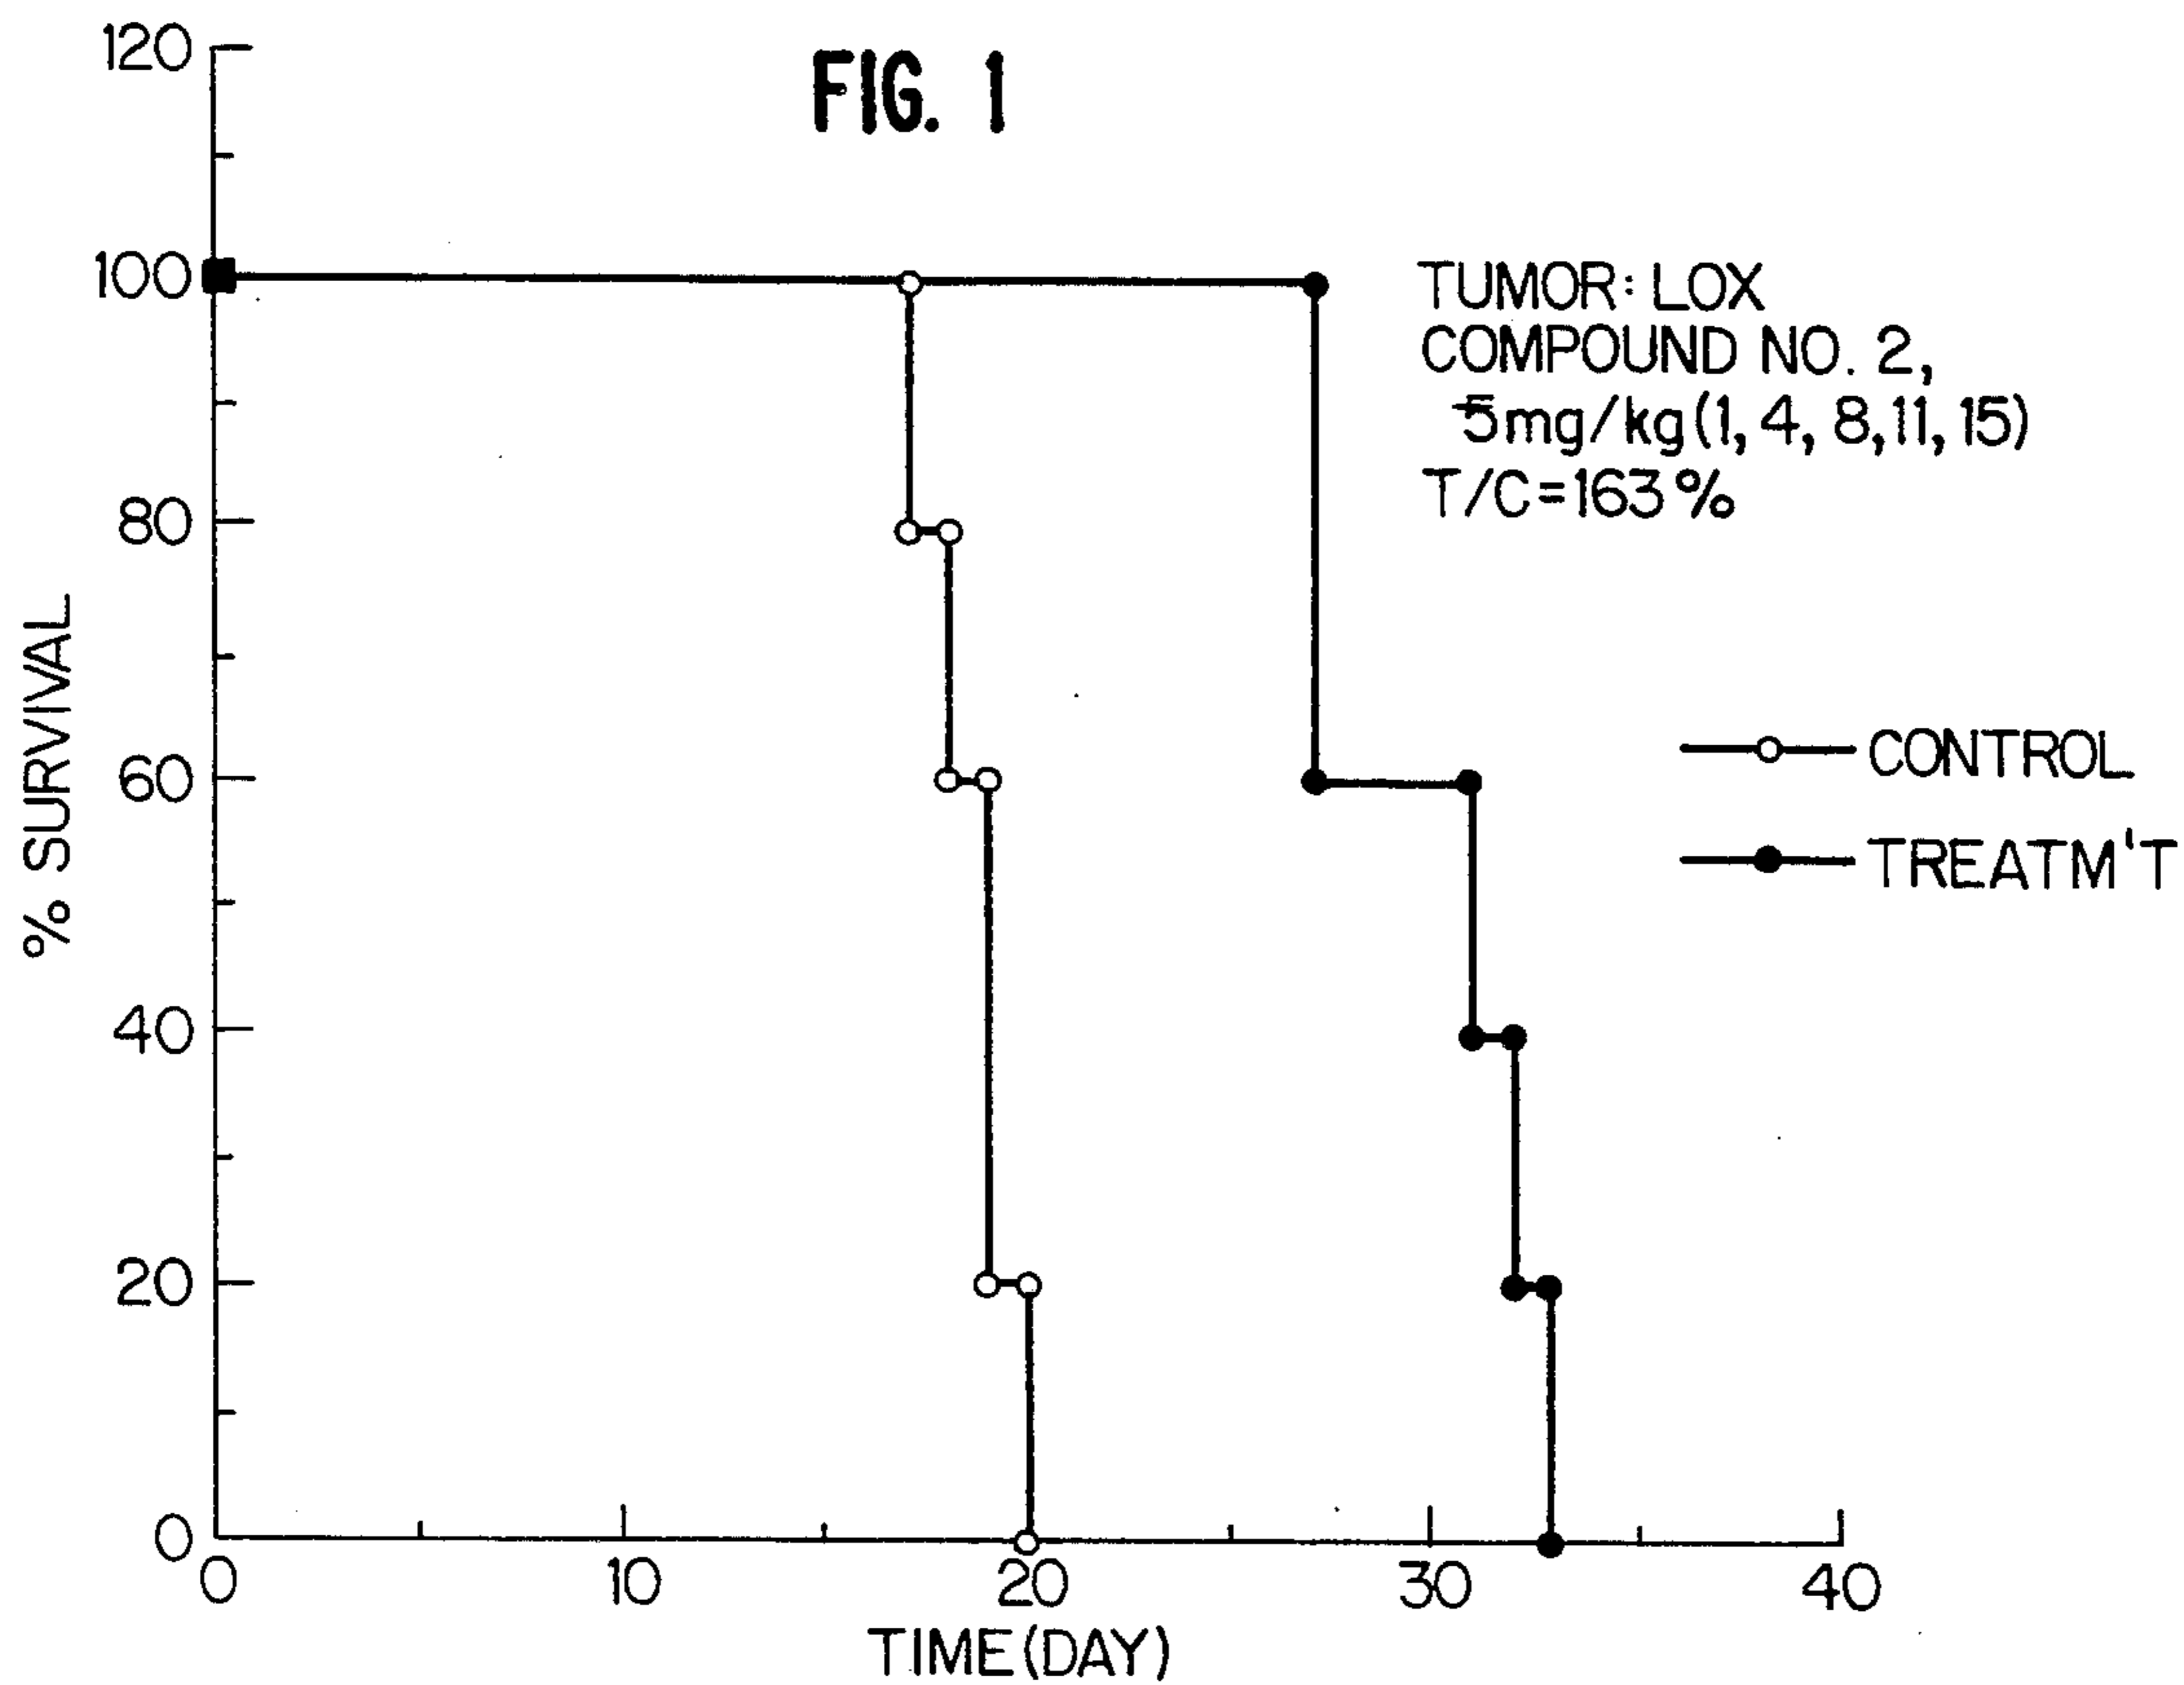 FIG. 1
120
100
80
60
40
20
0
% SURVIVAL
TUMOR: LOX
COMPOUND NO. 2,
5mg/kg(1, 4, 8, 11, 15)
T/C=163%
CONTROL
TREATM'T
0 10 20 30 40
TIME(DAY)